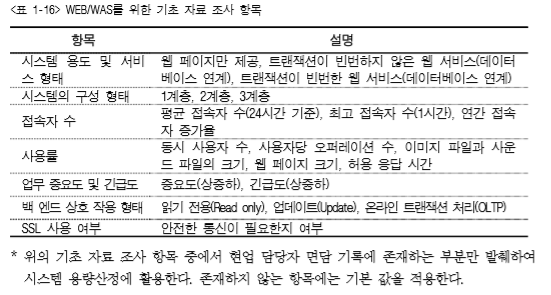 <표 1-16> WEB/WAS를 위한 기초 자료 조사 항목
항목 설명
시스템 용도 및 서비 웹 페이지만 제공, 트랜잭션이 빈번하지 않은 웹 서비스(데이터
스 형태 베이스 연계), 트랜잭션이 빈번한 웹 서비스(데이터베이스 연계)
시스템의 구성 형태 1계층, 2계층, 3계층
접속자 수 평균 접속자 수(24시간 기준), 최고 접속자 수(1시간), 연간 접속
자 증가율
사용률 동시 사용자 수, 사용자당 오퍼레이션 수, 이미지 파일과 사운
드 파일의 크기, 웹 페이지 크기, 허용 응답 시간
업무 중요도 및 긴급도 중요도(상중하), 긴급도(상중하)
백 엔드 상호 작용 형태 읽기 전용(Read only), 업데이트(Update), 온라인 트랜잭션 처리(OLTP)
SSL 사용 여부 안전한 통신이 필요한지 여부
* 위의 기초 자료 조사 항목 중에서 현업 담당자 면담 기록에 존재하는 부분만 발췌하여
시스템 용량산정에 활용한다. 존재하지 않는 항목에는 기본 값을 적용한다.